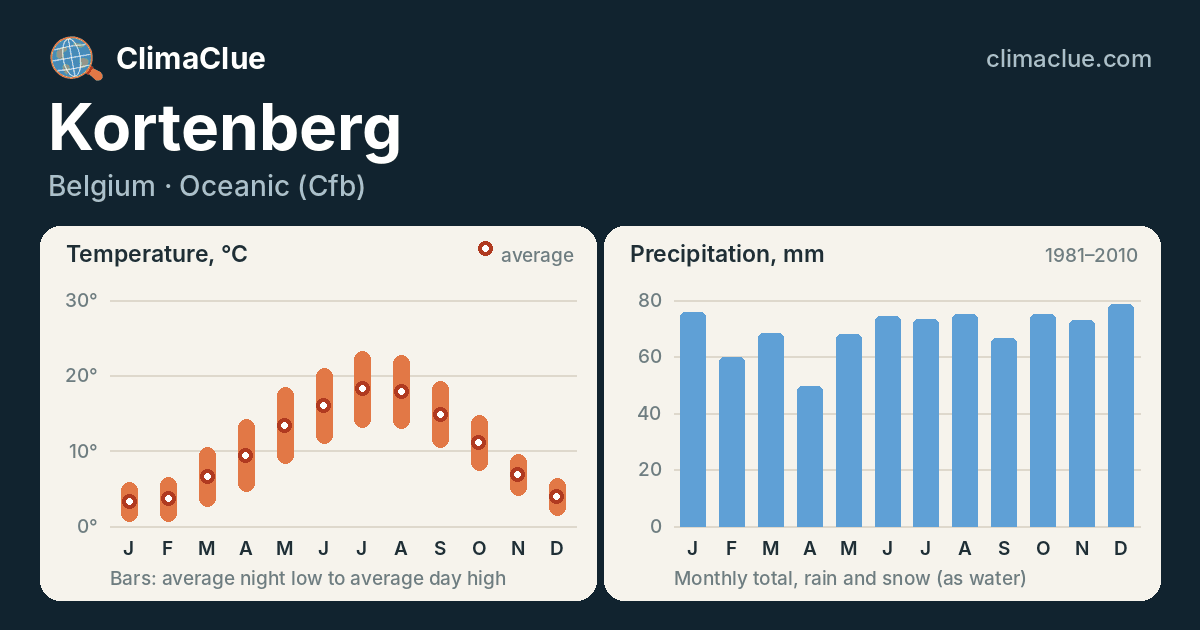 ClimaClue
climaclue.com
Kortenberg
Belgium · Oceanic (Cfb)
Temperature, °C
average
30°
20°
10°
0°
J F M A M J J A S O N D
Bars: average night low to average day high
Precipitation, mm
1981–2010
80
60
40
20
0
J F M A M J J A S O N D
Monthly total, rain and snow (as water)